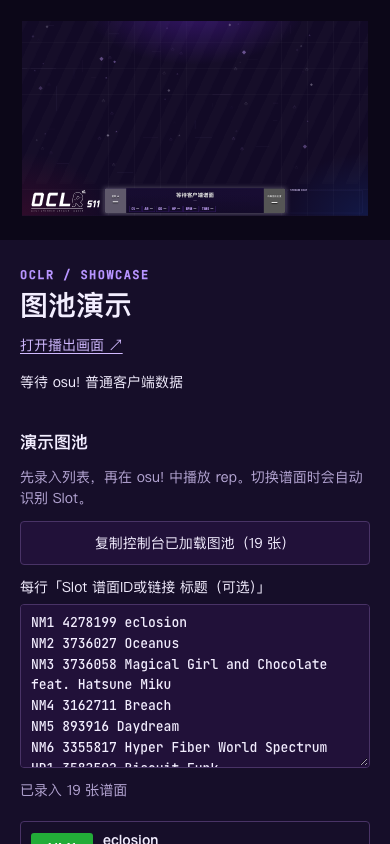 OCLR S11
等待客户端谱面
OCLR / SHOWCASE
图池演示
打开播出画面 ↗
等待 osu! 普通客户端数据
演示图池
先录入列表，再在 osu! 中播放 rep。切换谱面时会自动
识别 Slot。
复制控制台已加载图池（19 张）
每行「Slot 谱面ID或链接 标题（可选）」
NM1 4278199 eclosion
NM2 3736027 Oceanus
NM3 3736058 Magical Girl and Chocolate
feat. Hatsune Miku
NM4 3162711 Breach
NM5 893916 Daydream
NM6 3355817 Hyper Fiber World Spectrum
已录入 19 张谱面
eclosion